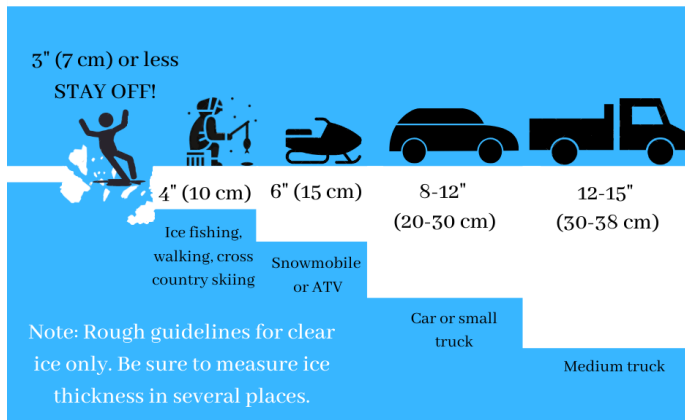 3" (7 cm) or less
STAY OFF!
4" (10 cm)
6" (15 cm)
8-12"
(20-30 cm)
12-15"
(30-38 cm)
Ice fishing,
walking, cross
country skiing
Snowmobile
or ATV
Car or small
truck
Medium truck
Note: Rough guidelines for clear
ice only. Be sure to measure ice
thickness in several places.